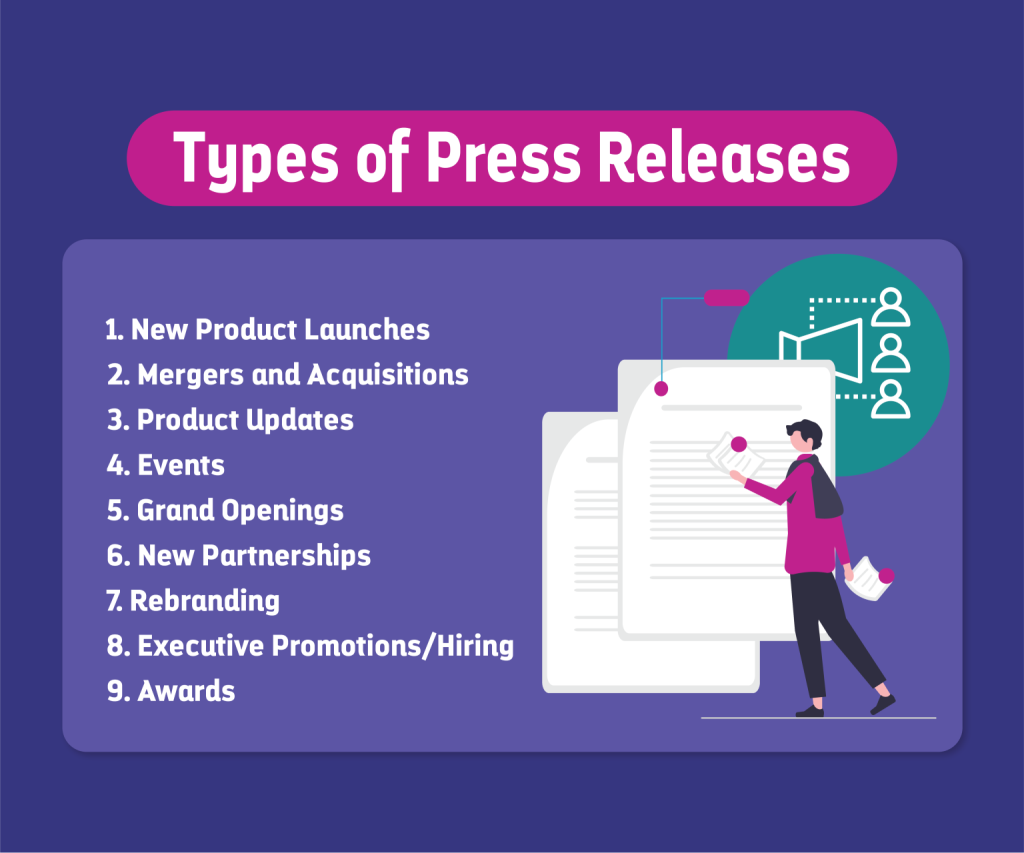 Types of Press Releases
1. New Product Launches
2. Mergers and Acquisitions
3. Product Updates
4. Events
5. Grand Openings
6. New Partnerships
7. Rebranding
8. Executive Promotions/Hiring
9. Awards